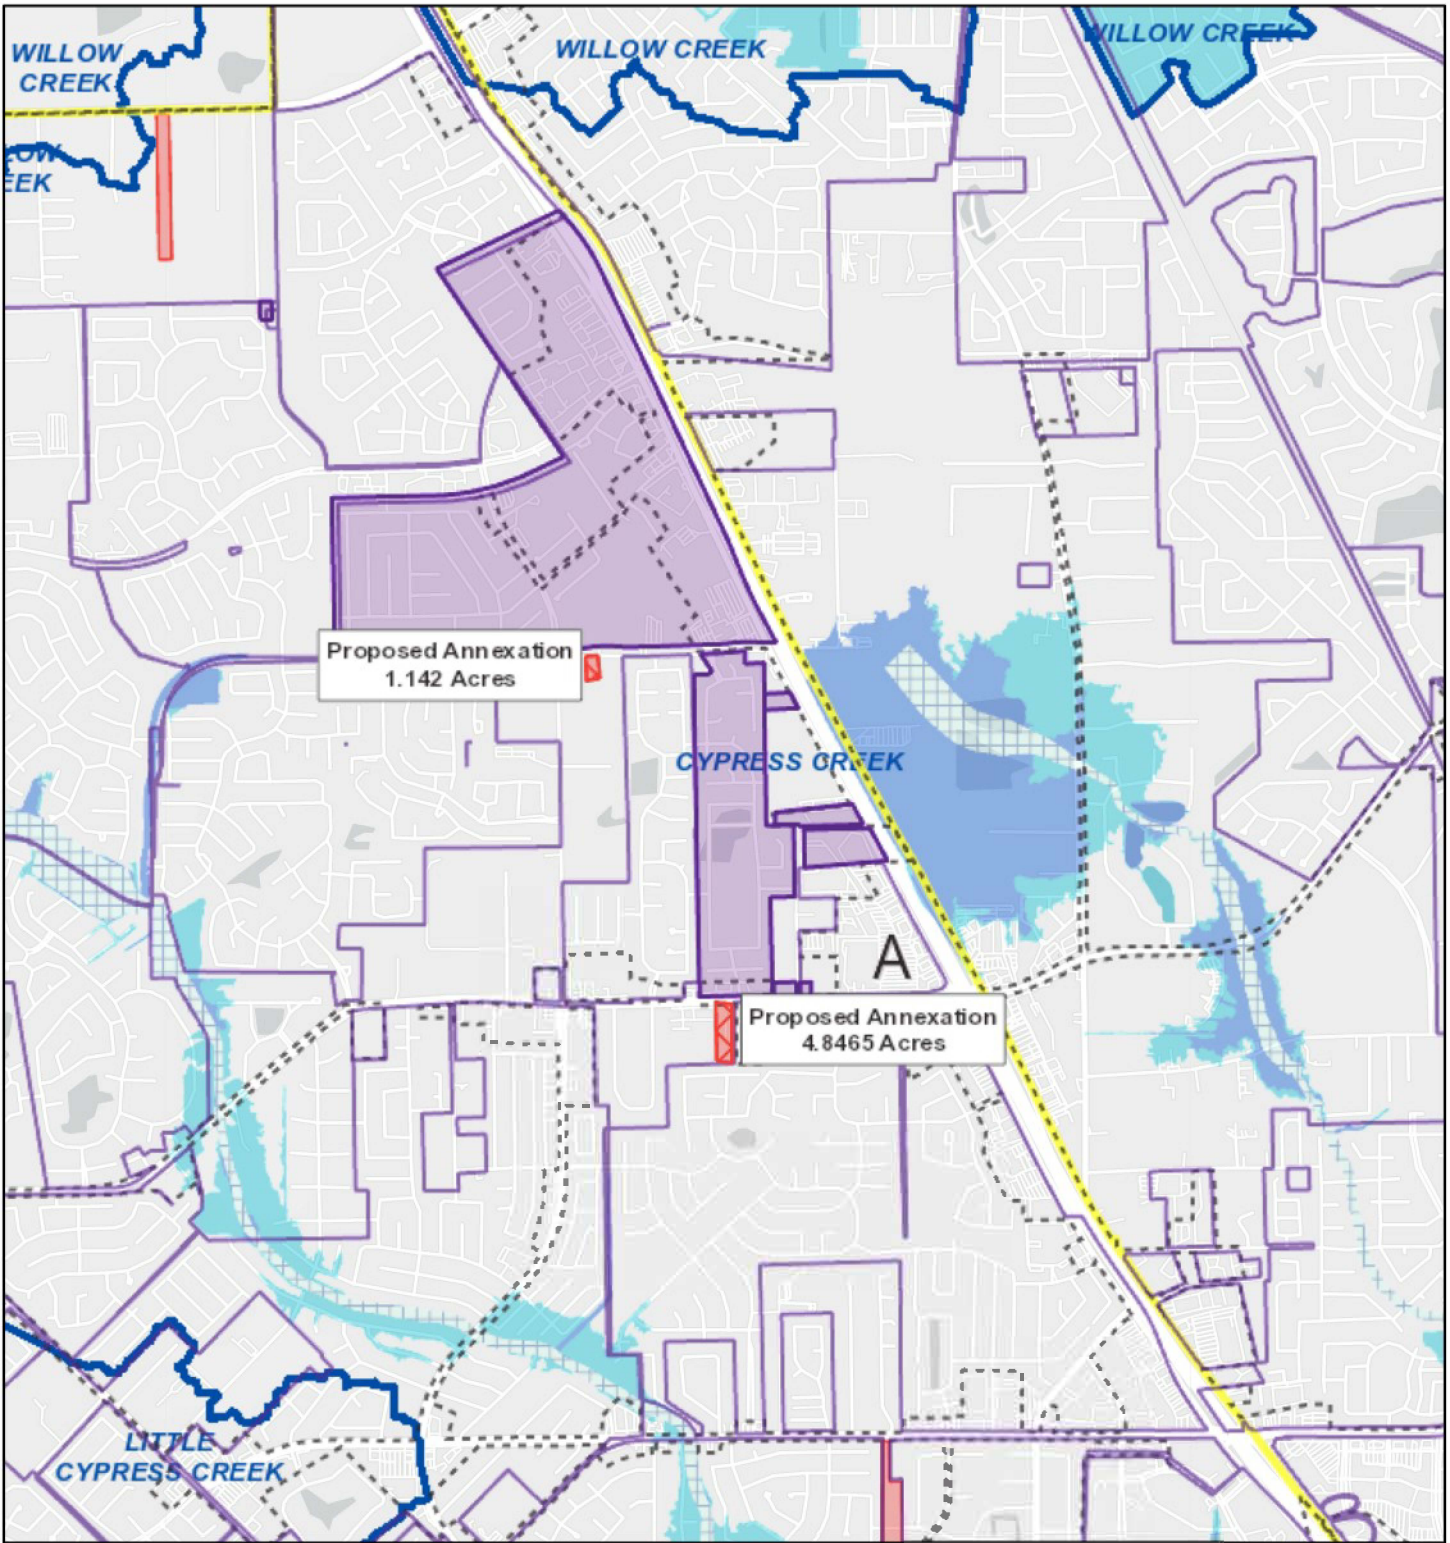 WILLOW
CREEK
WILLOW CREEK
WILLOW CREEK
LOW
EEK
Proposed Annexation
1.142 Acres
CYPRESS CREEK
A
Proposed Annexation
4.8465 Acres
LITTLE
CYPRESS CREEK